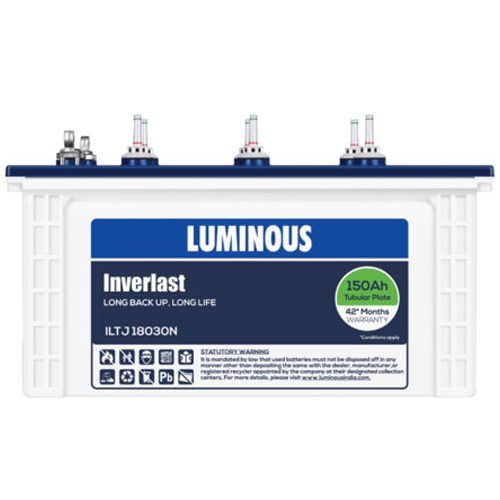 LUMINOUS
Inverlast
LONG BACK UP, LONG LIFE
ILTJ 18030N
150Ah
Tubular Plate
42* Months
WARRANTY
*Conditions apply
STATUTORY WARNING
It is mandated by law that used batteries must not be disposed off in any
manner other than depositing the same with the dealer, manufacturer,or
registered recycler appointed by the company at their designated collection
centers. For more details, please visit www.luminousindia.com.
Pb